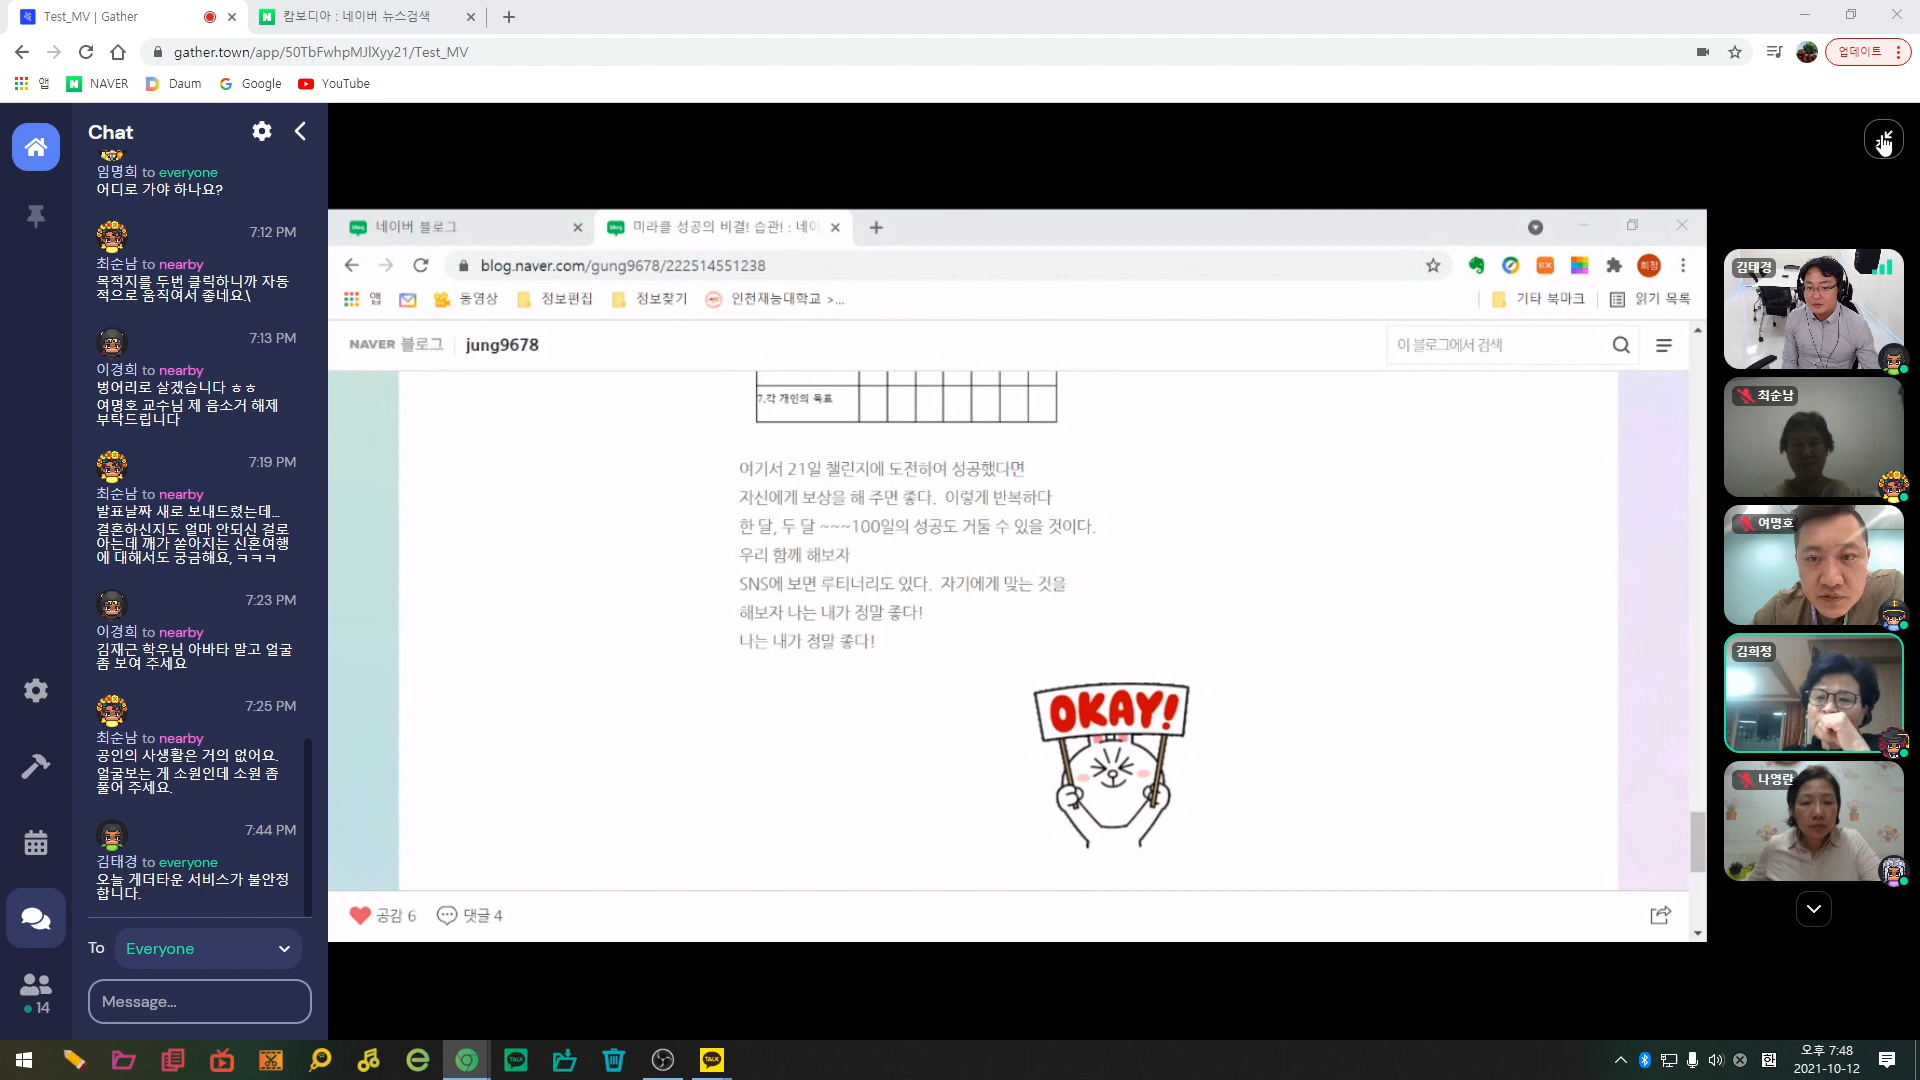 Test_MV | Gather
캄보디아 : 네이버 뉴스검색
gather.town/app/50TbFwhpMJlXyy21/Test_MV
업데이트
앱 NAVER Daum Google YouTube
Chat
임명희 to everyone
어디로 가야 하나요?
7:12 PM
최순남 to nearby
목적지를 두번 클릭하니까 자동
적으로 움직여서 좋네요.\
7:13 PM
이경희 to nearby
벙어리로 살겠습니다 ㅎㅎ
여명호 교수님 제 음소거 해제
부탁드립니다
7:19 PM
최순남 to nearby
발표날짜 새로 보내드렸는데...
결혼하신지도 얼마 안되신 걸로
아는데 깨가 쏟아지는 신혼여행
에 대해서도 궁금해요, ㅋㅋㅋ
7:23 PM
이경희 to nearby
김재근 학우님 아바타 말고 얼굴
좀 보여 주세요
7:25 PM
최순남 to nearby
공인의 사생활은 거의 없어요.
얼굴보는 게 소원인데 소원 좀
풀어 주세요.
7:44 PM
김태경 to everyone
오늘 게더타운 서비스가 불안정
합니다.
To Everyone
Message...
14
네이버 블로그
미라클 성공의 비결! 습관! : 네이
blog.naver.com/gung9678/222514551238
EX
희정
앱 동영상 정보편집 정보찾기 인천재능대학교 >... 기타 북마크 읽기 목록
NAVER 블로그 jung9678
이 블로그에서 검색
7.각 개인의 목표
여기서 21일 챌린지에 도전하여 성공했다면
자신에게 보상을 해 주면 좋다. 이렇게 반복하다
한 달, 두 달 ~~~100일의 성공도 거둘 수 있을 것이다.
우리 함께 해보자
SNS에 보면 루티너리도 있다. 자기에게 맞는 것을
해보자 나는 내가 정말 좋다!
나는 내가 정말 좋다!
OKAY!
공감 6 댓글 4
김태경
최순남
여명호
김희정
나영란
TALK
TALK
한
오후 7:48
2021-10-12